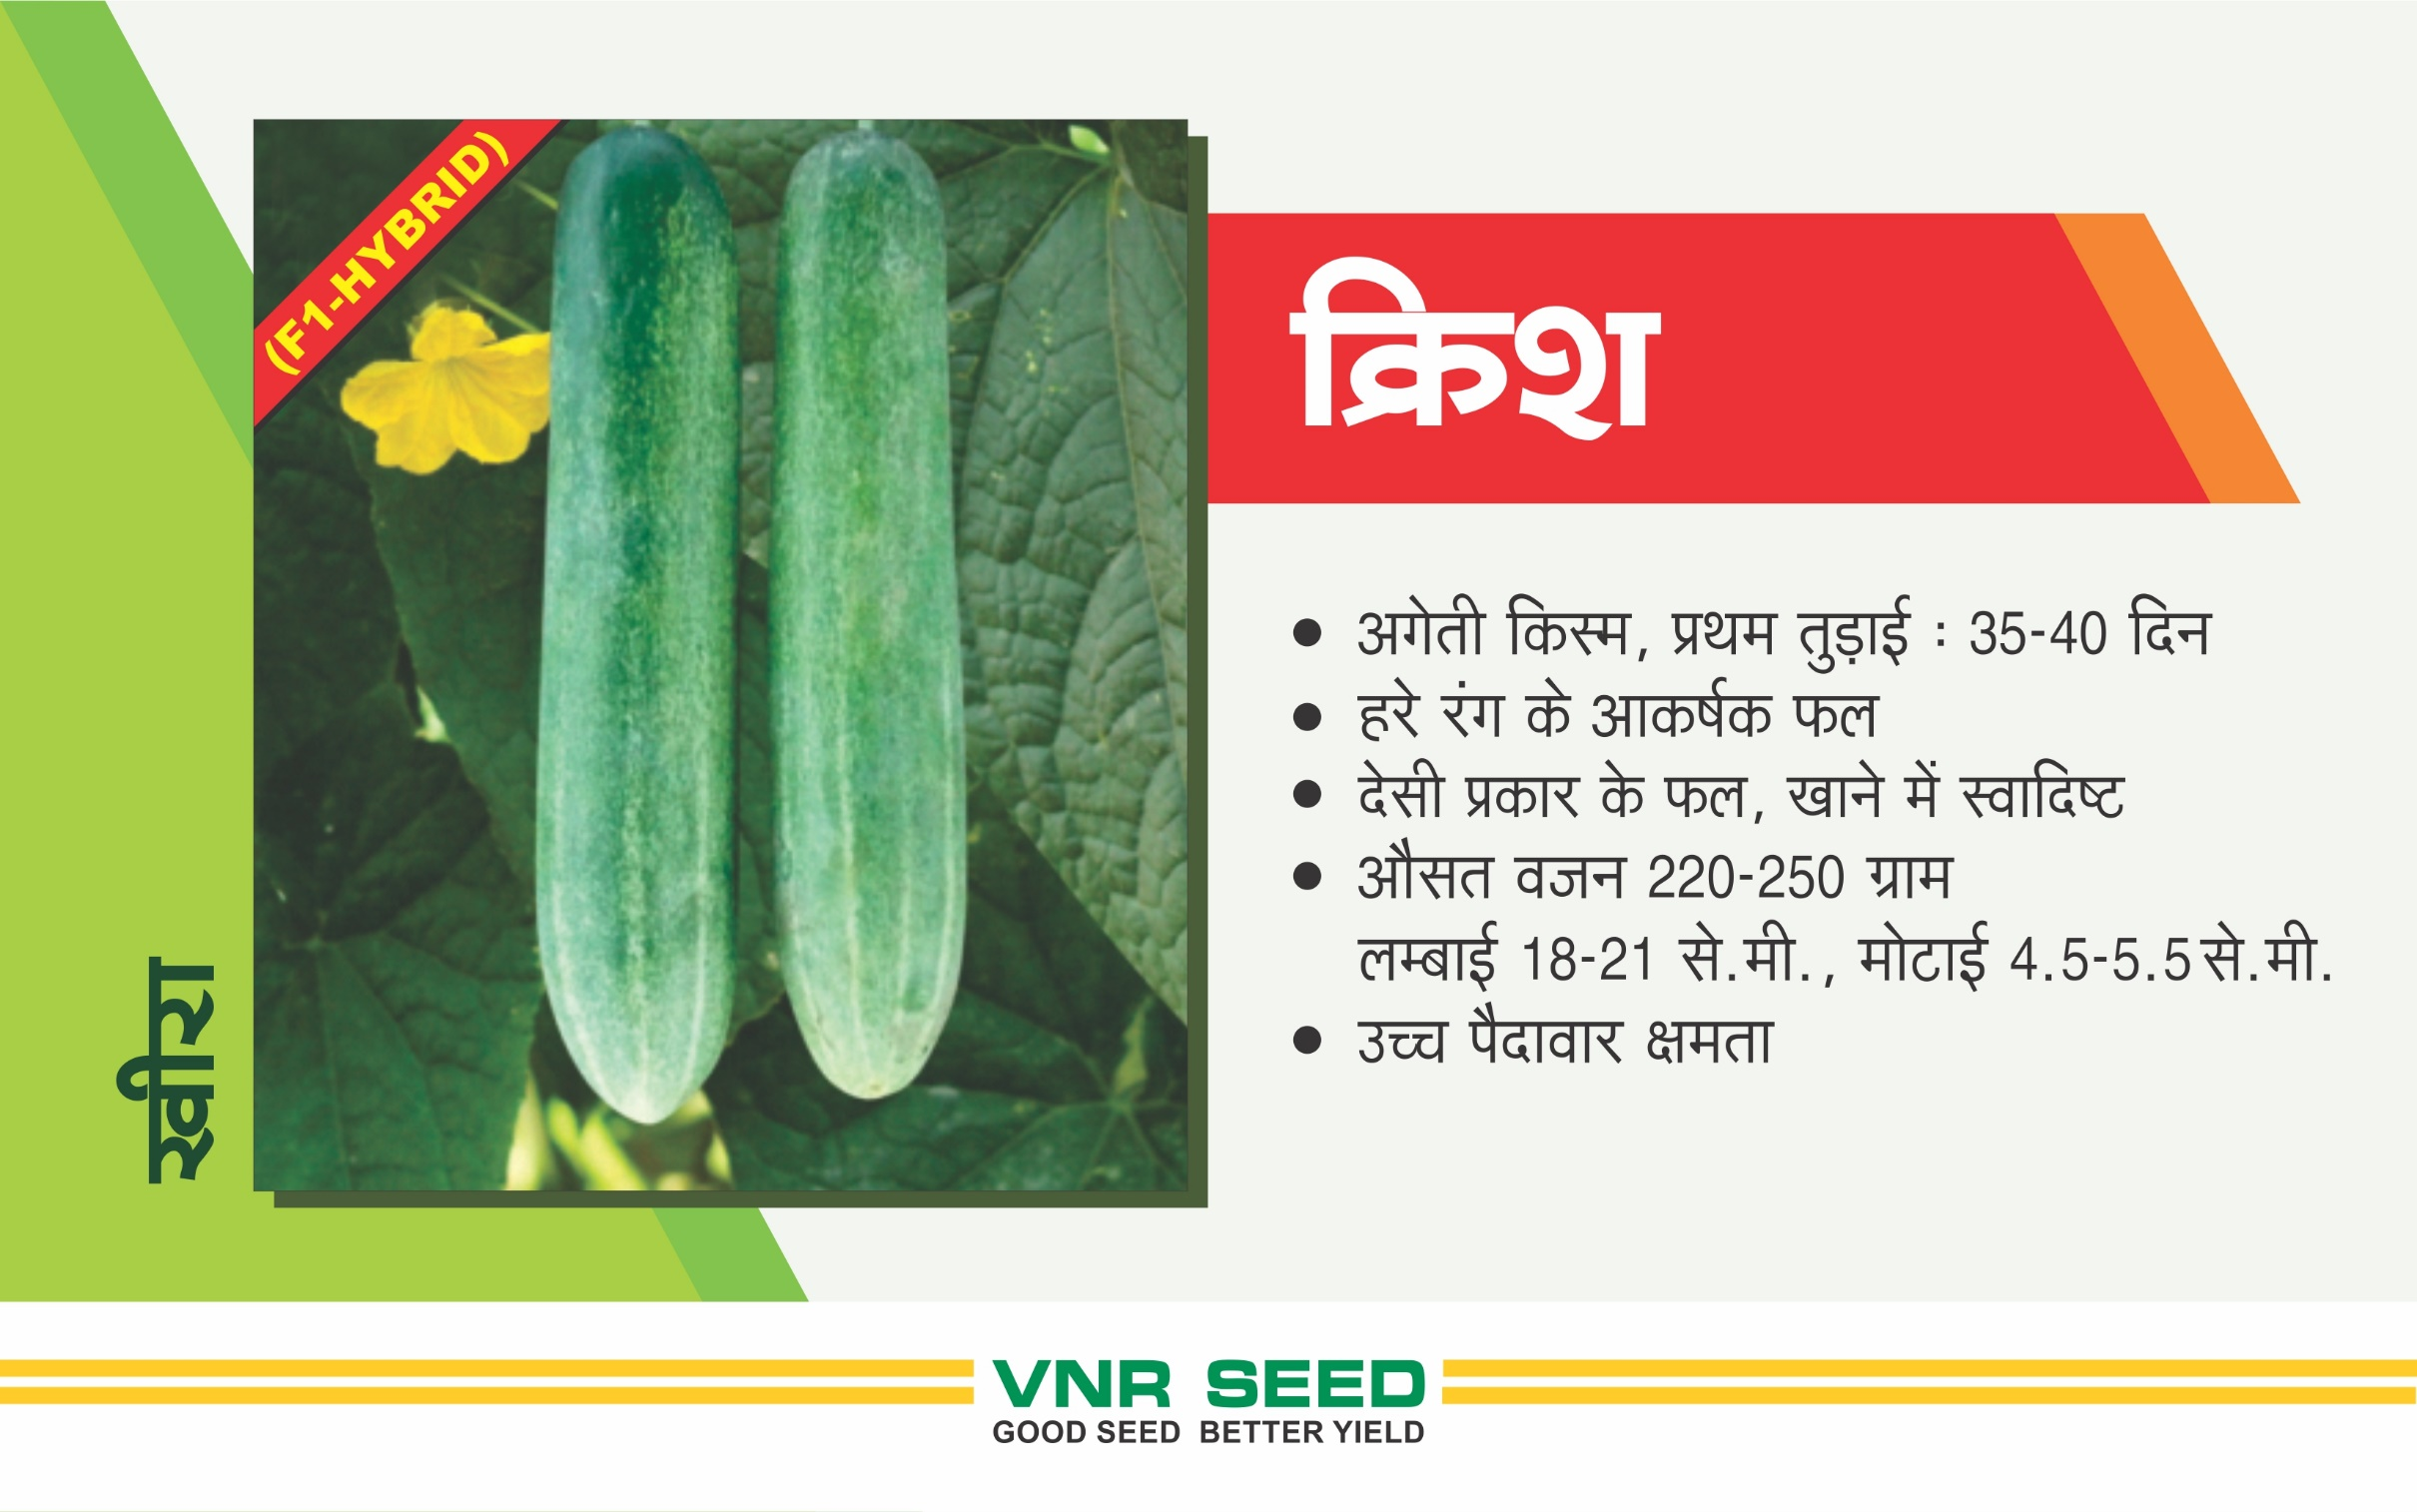 (F1-HYBRID)
क्रिश
अगेती किस्म, प्रथम तुड़ाई : 35-40 दिन
हरे रंग के आकर्षक फल
देसी प्रकार के फल, खाने में स्वादिष्ट
औसत वजन 220-250 ग्राम
लम्बाई 18-21 से.मी., मोटाई 4.5-5.5 से.मी.
उच्च पैदावार क्षमता
खीरा
VNR SEED
GOOD SEED BETTER YIELD